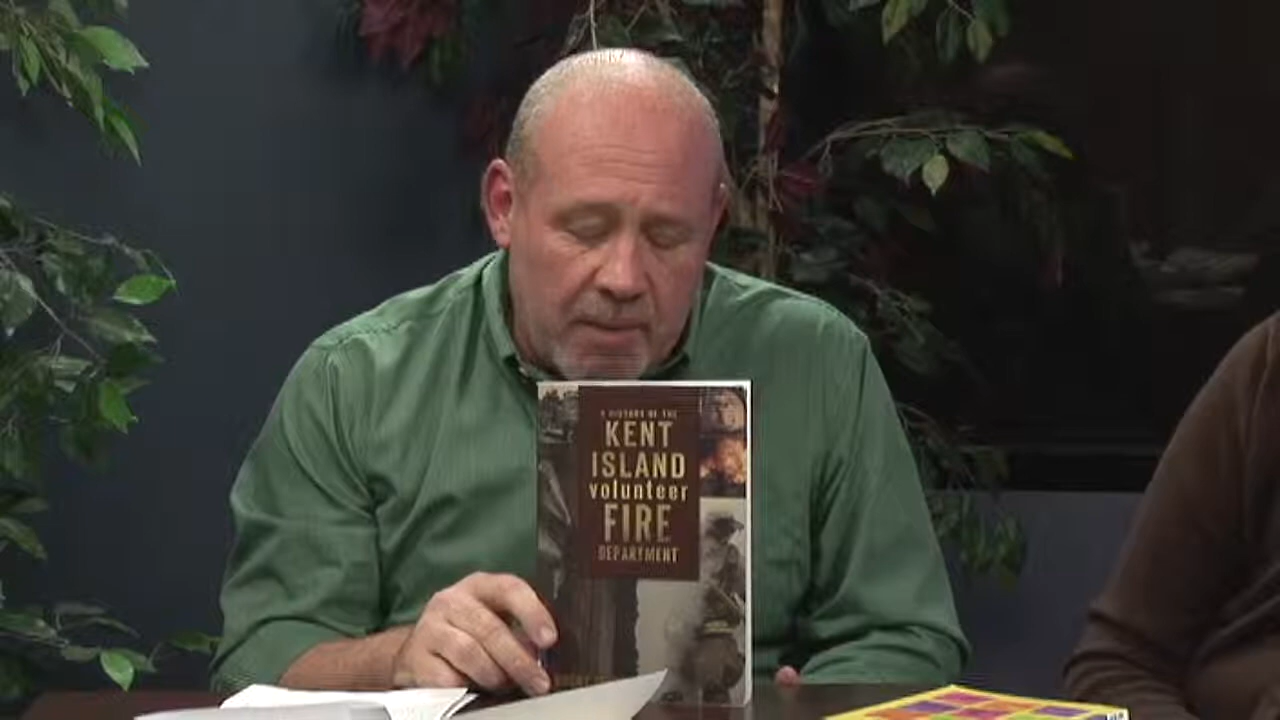 A HISTORY OF THE
KENT
ISLAND
volunteer
FIRE
DEPARTMENT